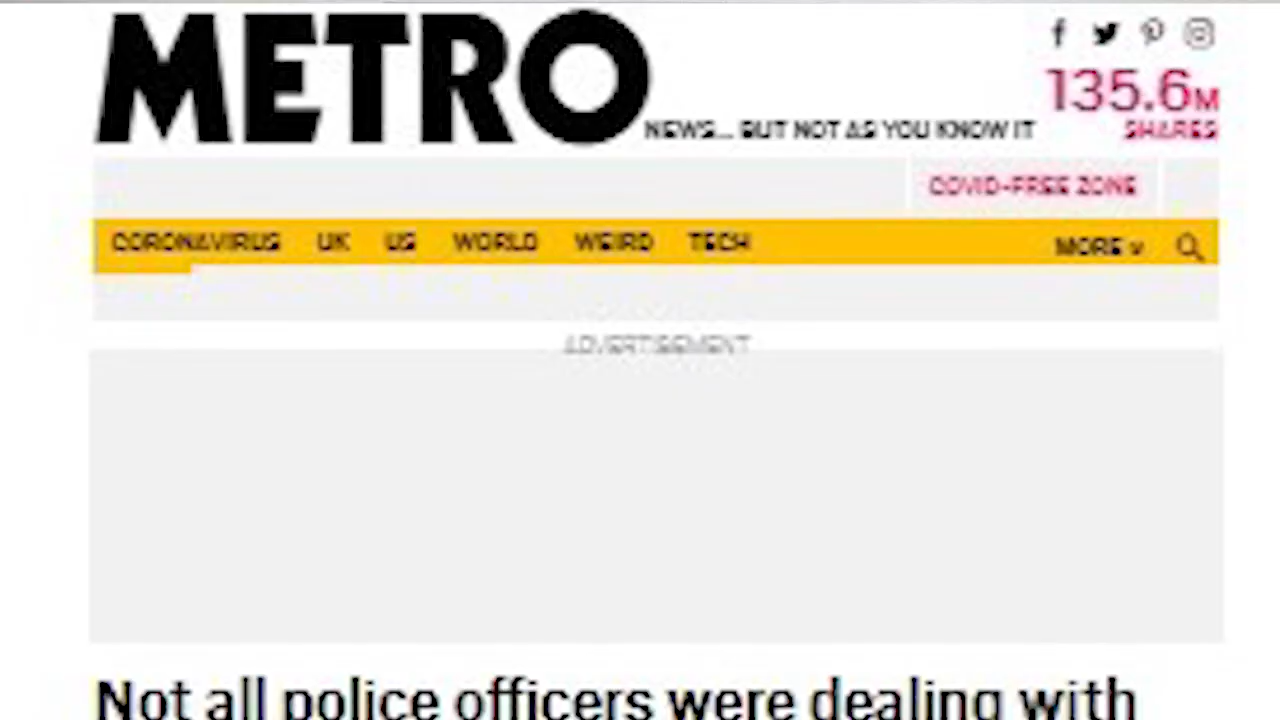 METRO
NEWS... BUT NOT AS YOU KNOW IT
135.6M
SHARES
COVID-FREE ZONE
CORONAVIRUS UK US WORLD WEIRD TECH MORE
ADVERTISEMENT
Not all police officers were dealing with